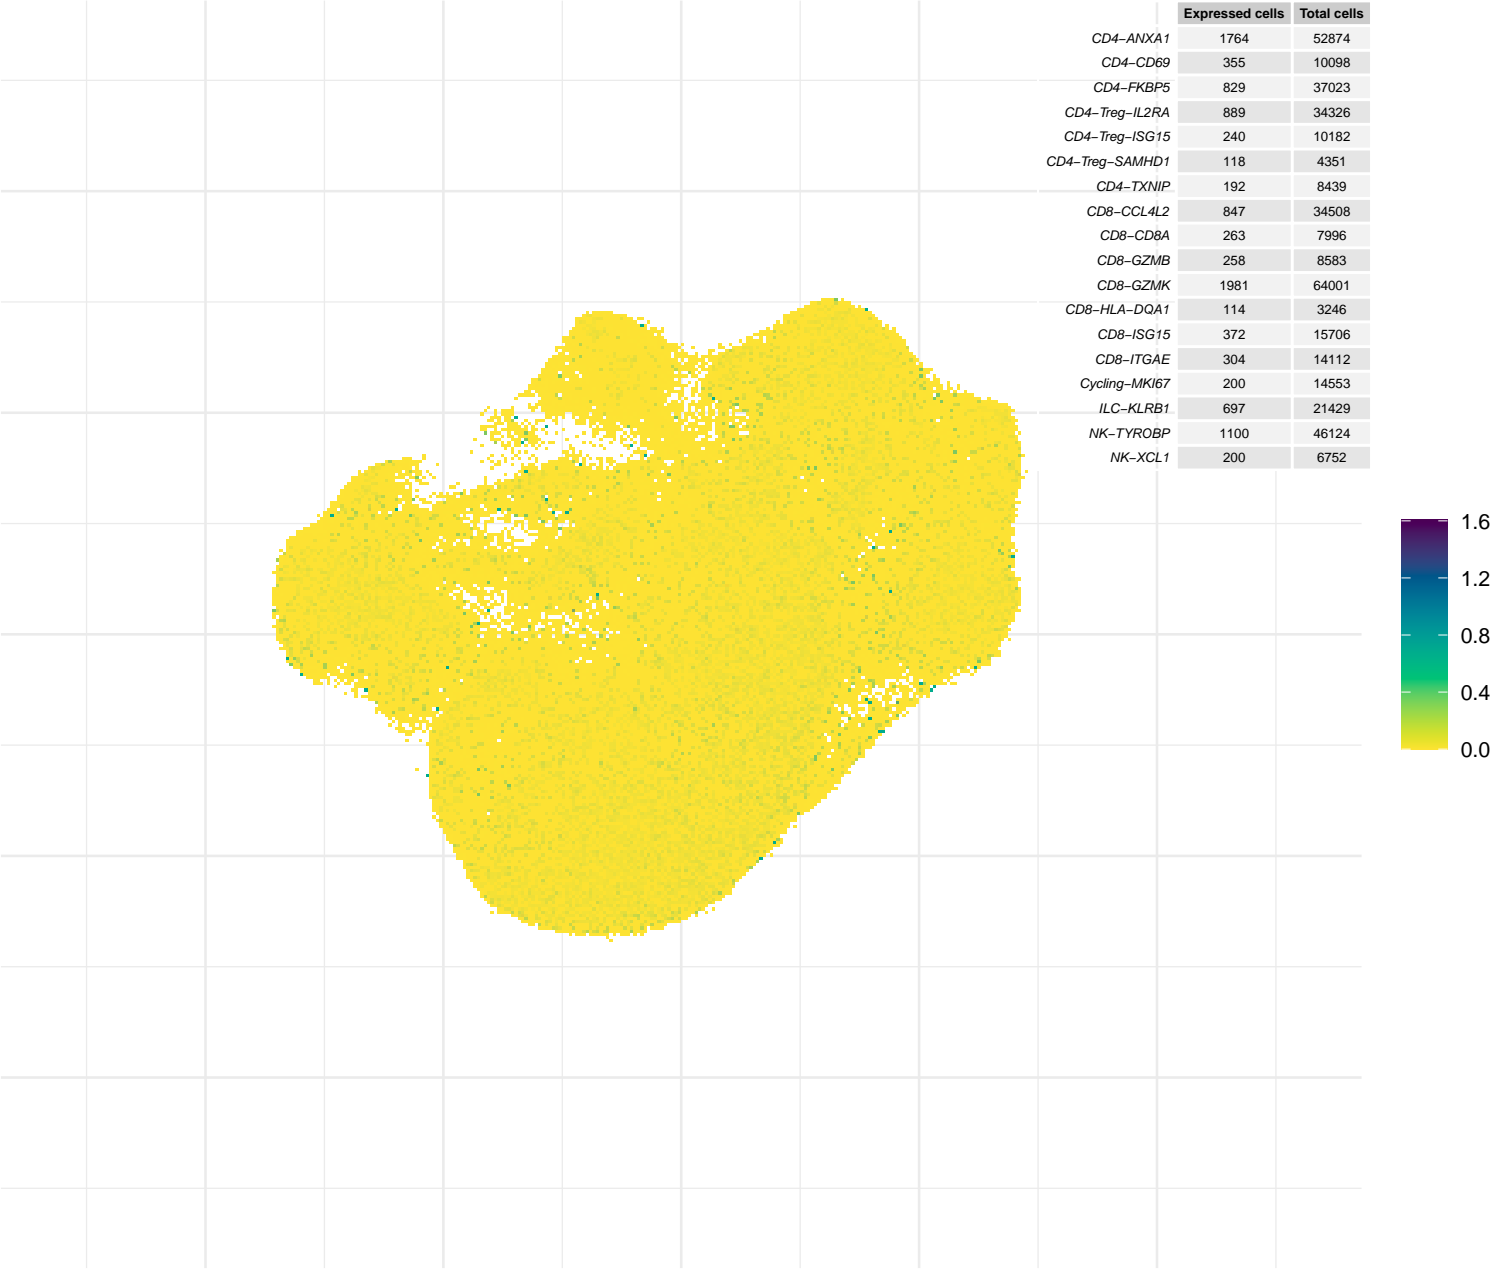 Expressed cells Total cells
CD4−ANXA1 1764 52874
CD4−CD69 355 10098
CD4−FKBP5 829 37023
CD4−Treg−IL2RA 889 34326
CD4−Treg−ISG15 240 10182
CD4−Treg−SAMHD1 118 4351
CD4−TXNIP 192 8439
CD8−CCL4L2 847 34508
CD8−CD8A 263 7996
CD8−GZMB 258 8583
CD8−GZMK 1981 64001
CD8−HLA−DQA1 114 3246
CD8−ISG15 372 15706
CD8−ITGAE 304 14112
Cycling−MKI67 200 14553
ILC−KLRB1 697 21429
NK−TYROBP 1100 46124
NK−XCL1 200 6752
1.6
1.2
0.8
0.4
0.0